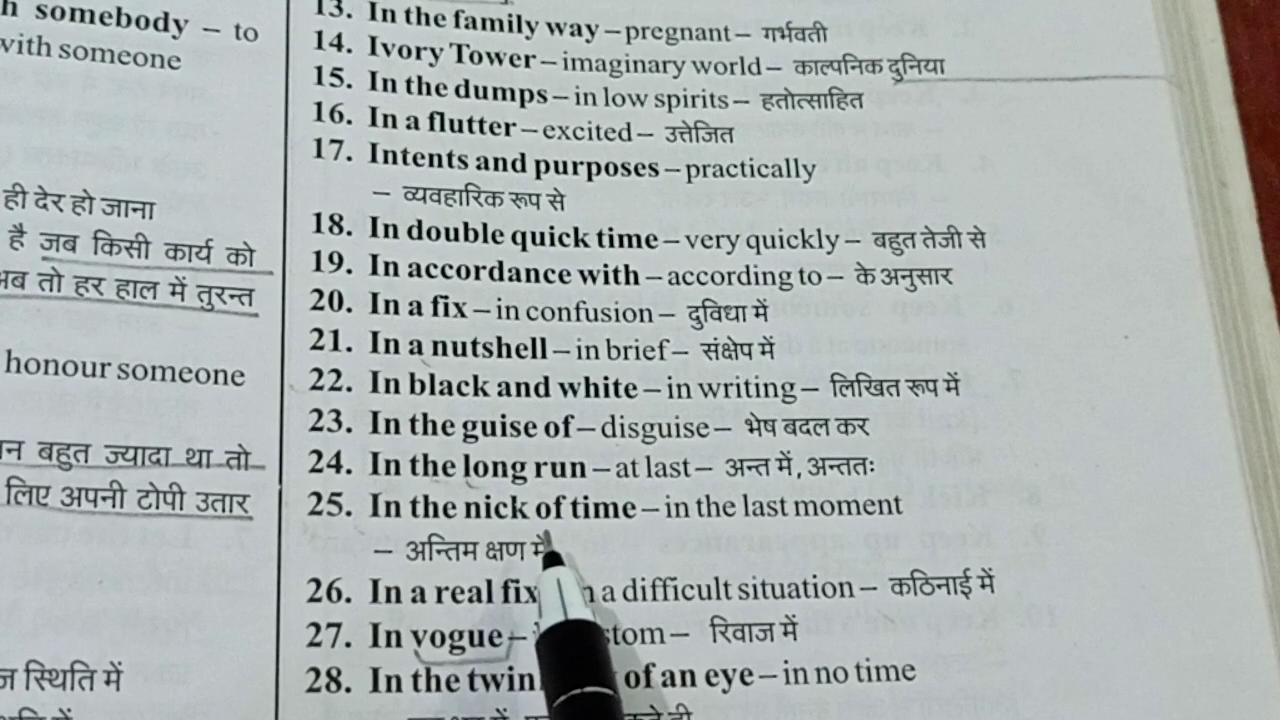 somebody – to
with someone
ही देर हो जाना
है जब किसी कार्य को
तो हर हाल में तुरन्त
honour someone
बहुत ज्यादा था तो
लिए अपनी टोपी उतार
स्थिति में
13. In the family way – pregnant – गर्भवती
14. Ivory Tower – imaginary world – काल्पनिक दुनिया
15. In the dumps – in low spirits – हतोत्साहित
16. In a flutter – excited – उत्तेजित
17. Intents and purposes – practically
– व्यवहारिक रूप से
18. In double quick time – very quickly – बहुत तेजी से
19. In accordance with – according to – के अनुसार
20. In a fix – in confusion – दुविधा में
21. In a nutshell – in brief – संक्षेप में
22. In black and white – in writing – लिखित रूप में
23. In the guise of – disguise – भेष बदल कर
24. In the long run – at last – अन्त में, अन्ततः
25. In the nick of time – in the last moment
– अन्तिम क्षण में
26. In a real fix a difficult situation – कठिनाई में
27. In vogue – रिवाज में
28. In the of an eye – in no time